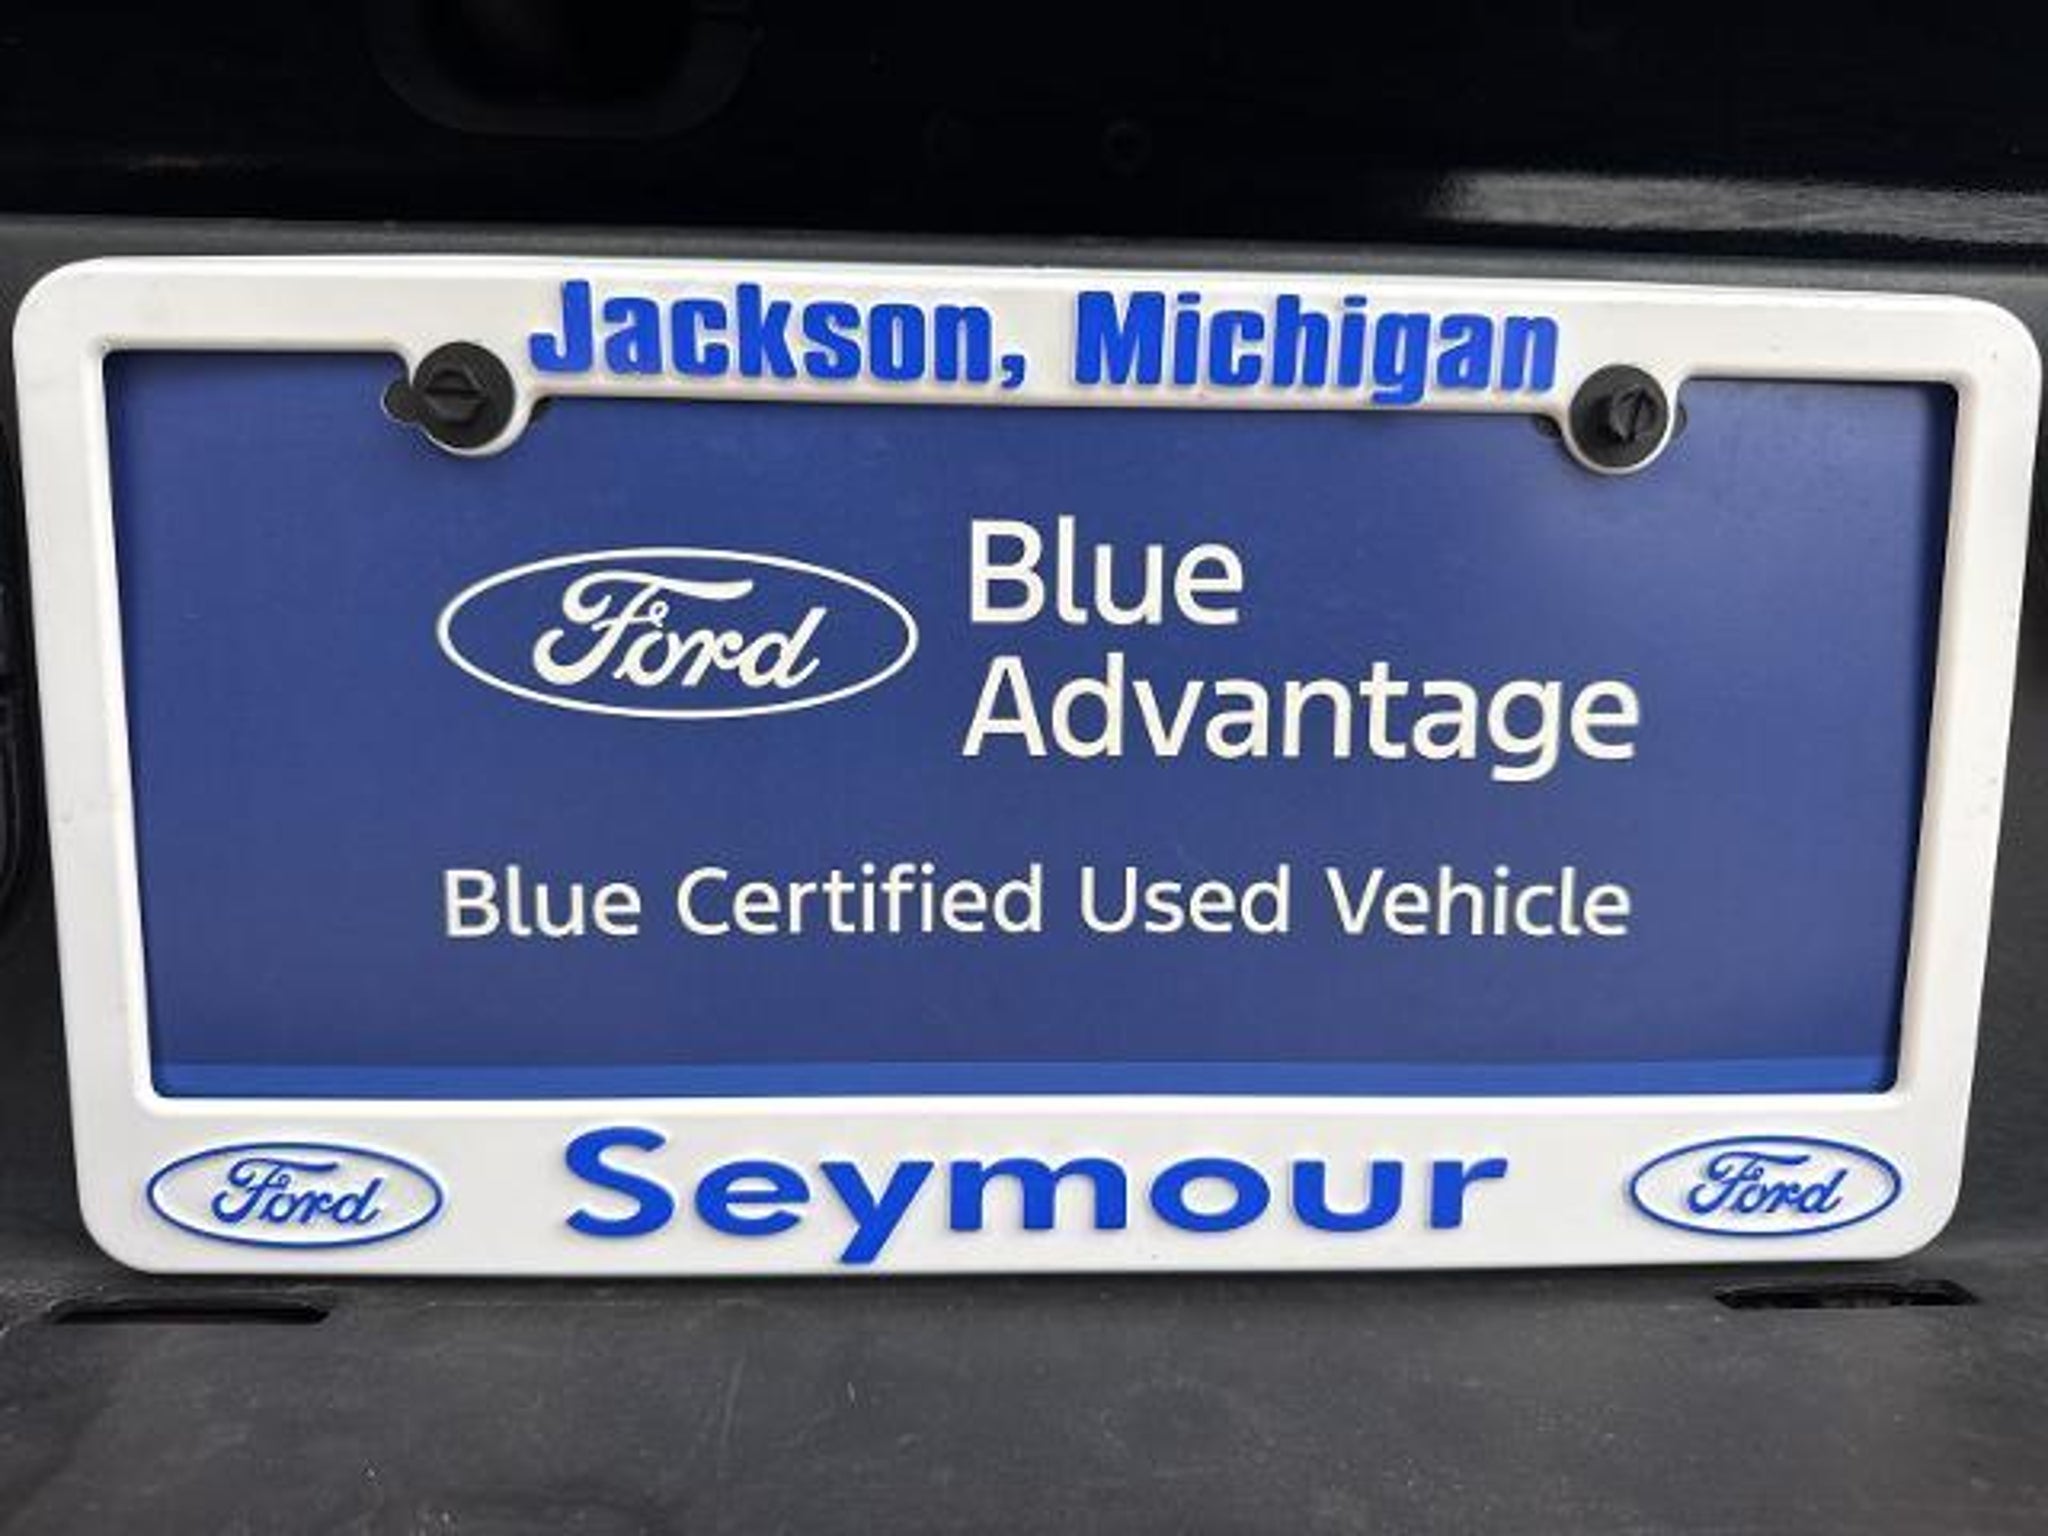 Jackson, Michigan
Ford
Blue
Advantage
Blue Certified Used Vehicle
Ford Seymour Ford